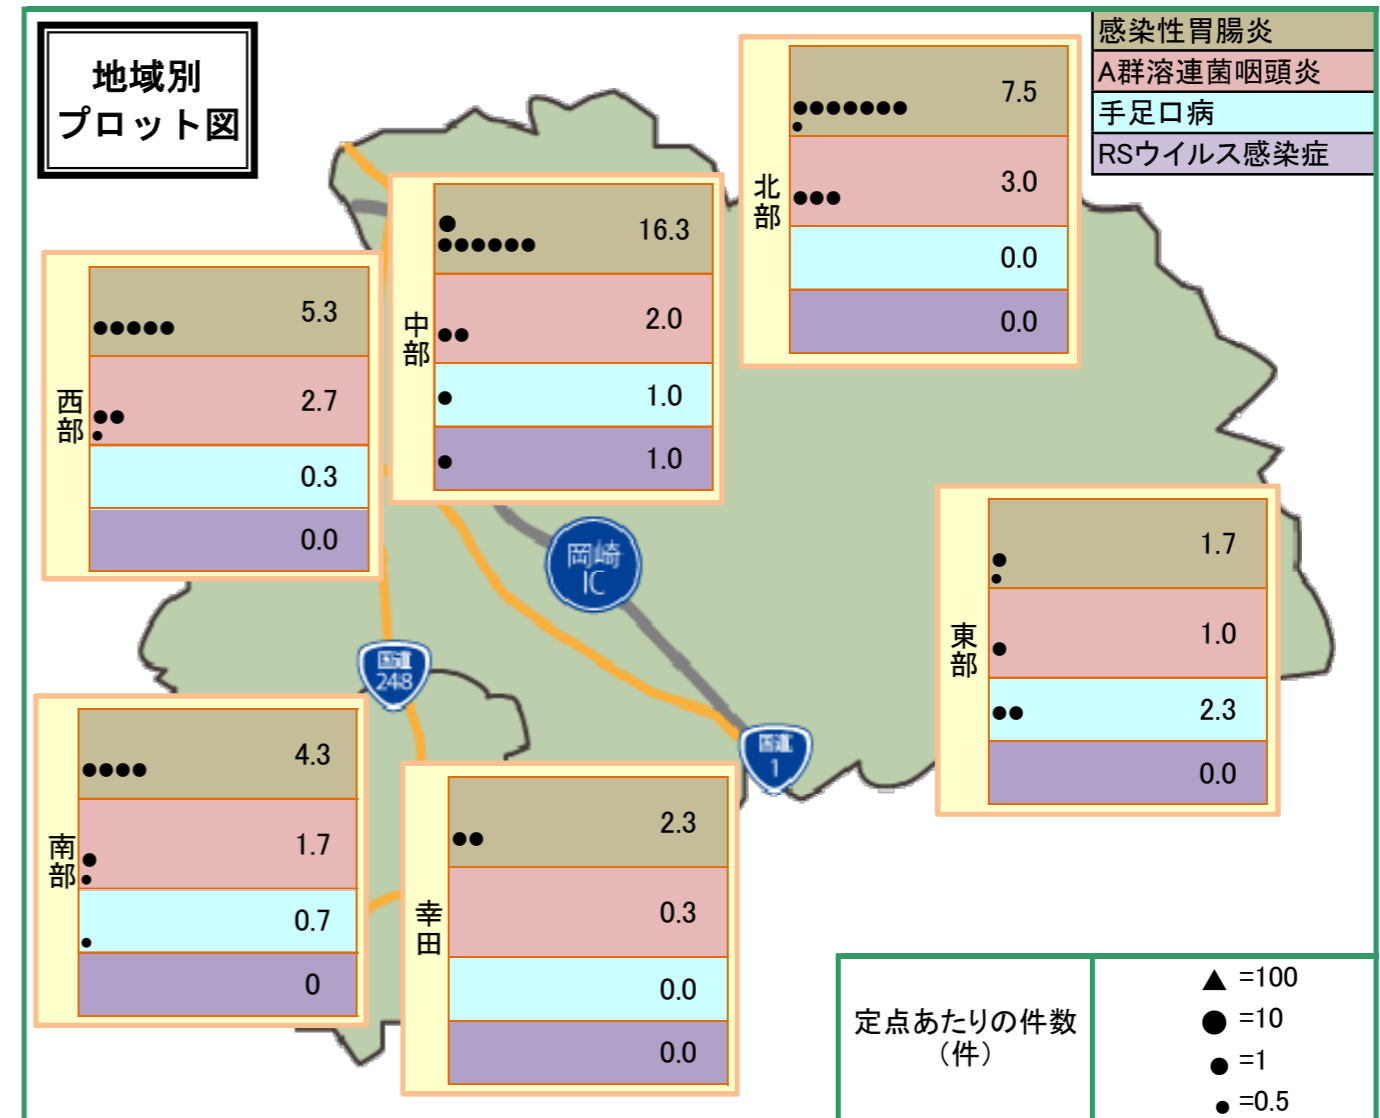 地域別
プロット図
感染性胃腸炎
A群溶連菌咽頭炎
手足口病
RSウイルス感染症
北部
7.5
3.0
0.0
0.0
中部
16.3
2.0
1.0
1.0
西部
5.3
2.7
0.3
0.0
岡崎
IC
東部
1.7
1.0
2.3
0.0
国道
248
国道
1
南部
4.3
1.7
0.7
0
幸田
2.3
0.3
0.0
0.0
定点あたりの件数
（件）
▲ =100
● =10
● =1
● =0.5